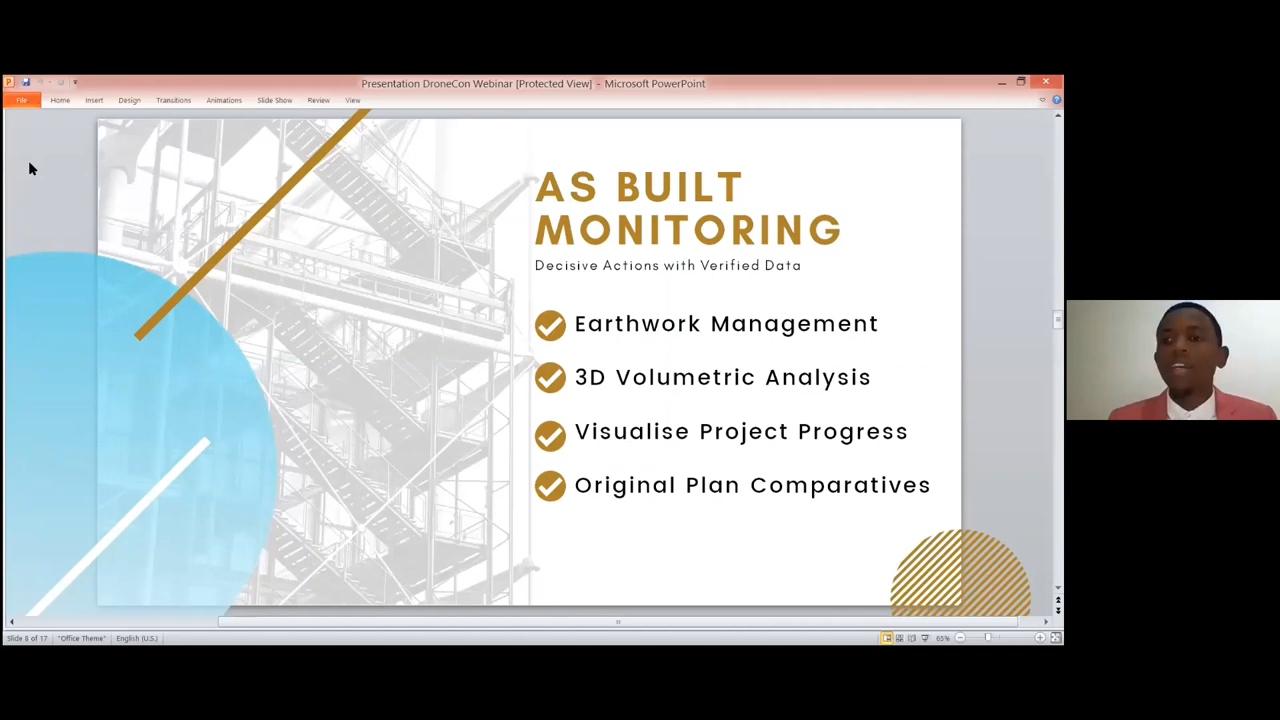 Presentation DroneCon Webinar [Protected View] - Microsoft PowerPoint
File Home Insert Design Transitions Animations Slide Show Review View
AS BUILT
MONITORING
Decisive Actions with Verified Data
Earthwork Management
3D Volumetric Analysis
Visualise Project Progress
Original Plan Comparatives
Slide 8 of 17 "Office Theme" English (U.S.) 65%